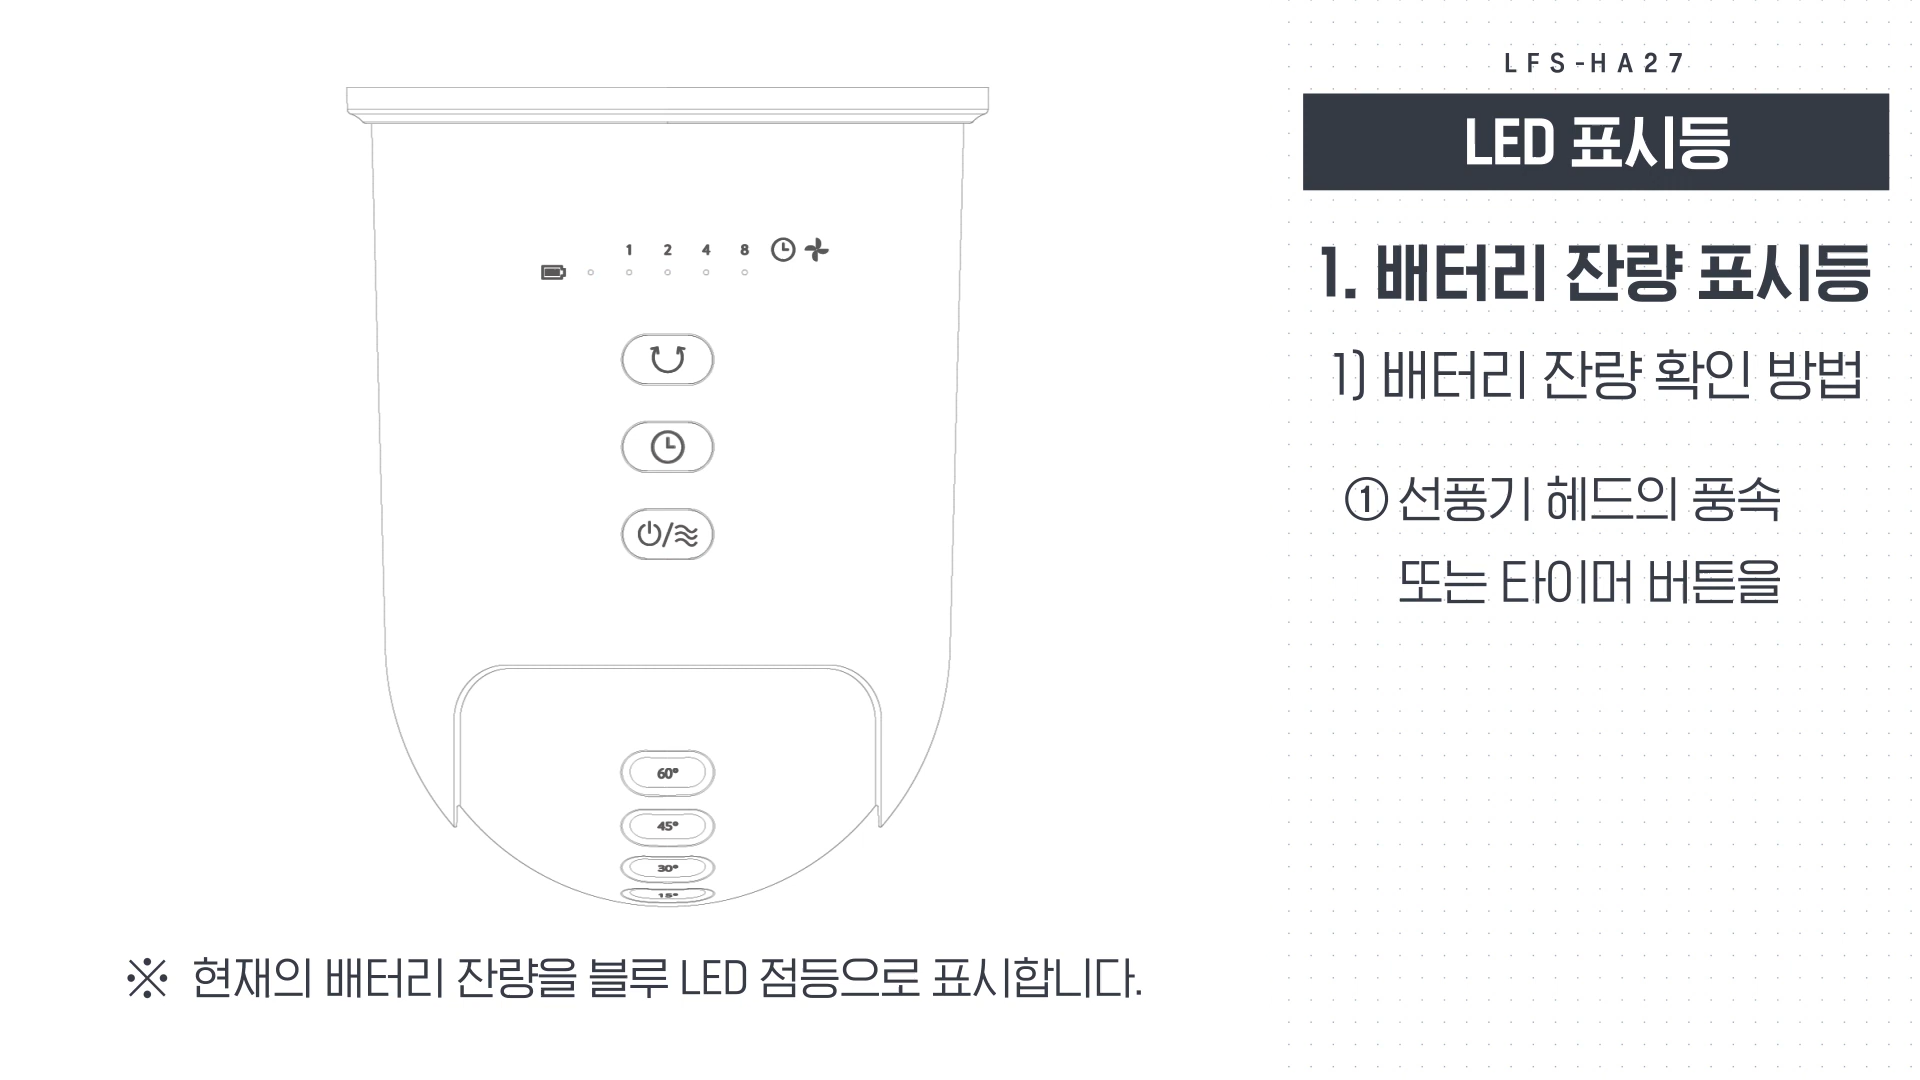 LFS-HA27
LED 표시등
1. 배터리 잔량 표시등
1) 배터리 잔량 확인 방법
① 선풍기 헤드의 풍속
또는 타이머 버튼을
1 2 4 8
60°
45°
30°
15°
※ 현재의 배터리 잔량을 블루 LED 점등으로 표시합니다.